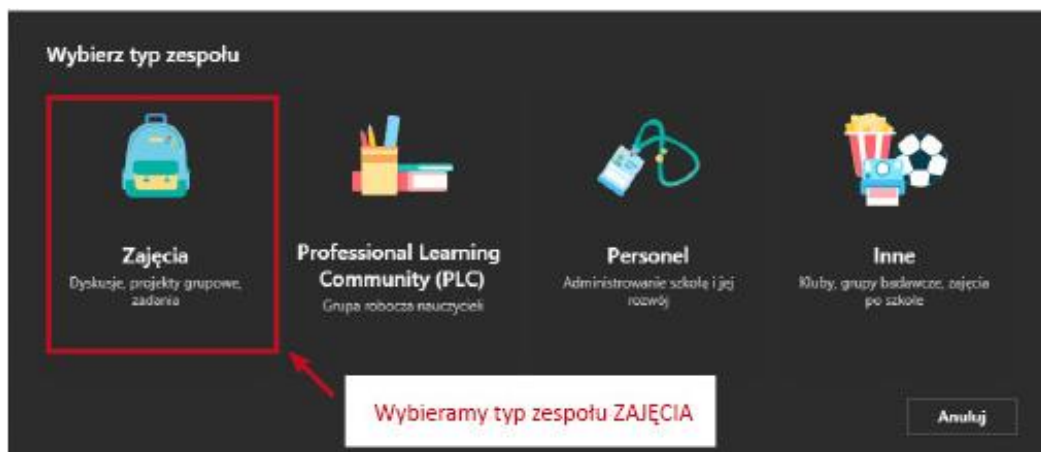 Wybierz typ zespołu
Zajęcia
Dyskusje, projekty grupowe,
zadania
Professional Learning
Community (PLC)
Grupa robocza nauczycieli
Personel
Administrowanie szkołą i jej
rozwój
Inne
Kluby, grupy badawcze, zajęcia
po szkole
Wybieramy typ zespołu ZAJĘCIA
Anuluj